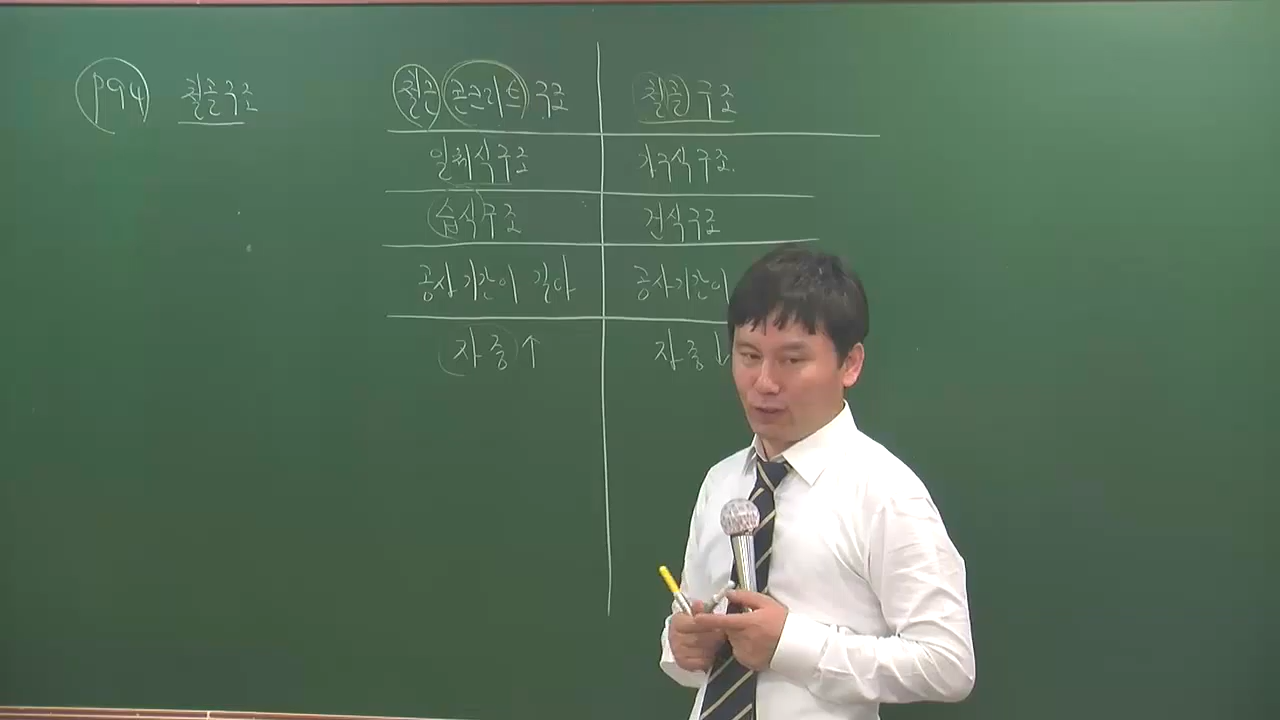 P94 철골구조
철근 콘크리트 구조 철골 구조
일체식구조 가구식구조.
습식구조 건식구조
공사기간이 길다 공사기간이
자중↑ 자중↓